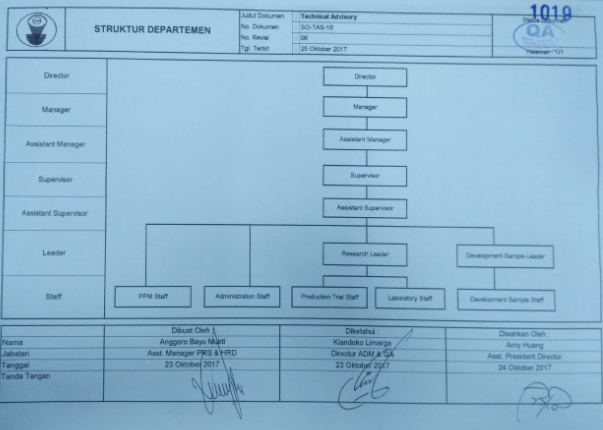 STRUKTUR DEPARTEMEN
Judul Dokumen : Technical Advisory
No. Dokumen : SO-TAS-18
No. Revisi : 06
Tgl. Terbit : 25 Oktober 2017
1019
QA
Halaman : 1/1
Director
Manager
Assistant Manager
Supervisor
Assistant Supervisor
Leader
Staff
Director
Manager
Assistant Manager
Supervisor
Assistant Supervisor
Research Leader
Development Sample Leader
PPM Staff
Administration Staff
Production Trial Staff
Laboratory Staff
Development Sample Staff
Dibuat Oleh :
Diketahui :
Disahkan Oleh :
Nama
Anggoro Bayu Mukti
Kiandoko Limarga
Amy Huang
Jabatan
Asst. Manager PRS & HRD
Director ADM & GA
Asst. President Director
Tanggal
23 Oktober 2017
23 Oktober 2017
24 Oktober 2017
Tanda Tangan